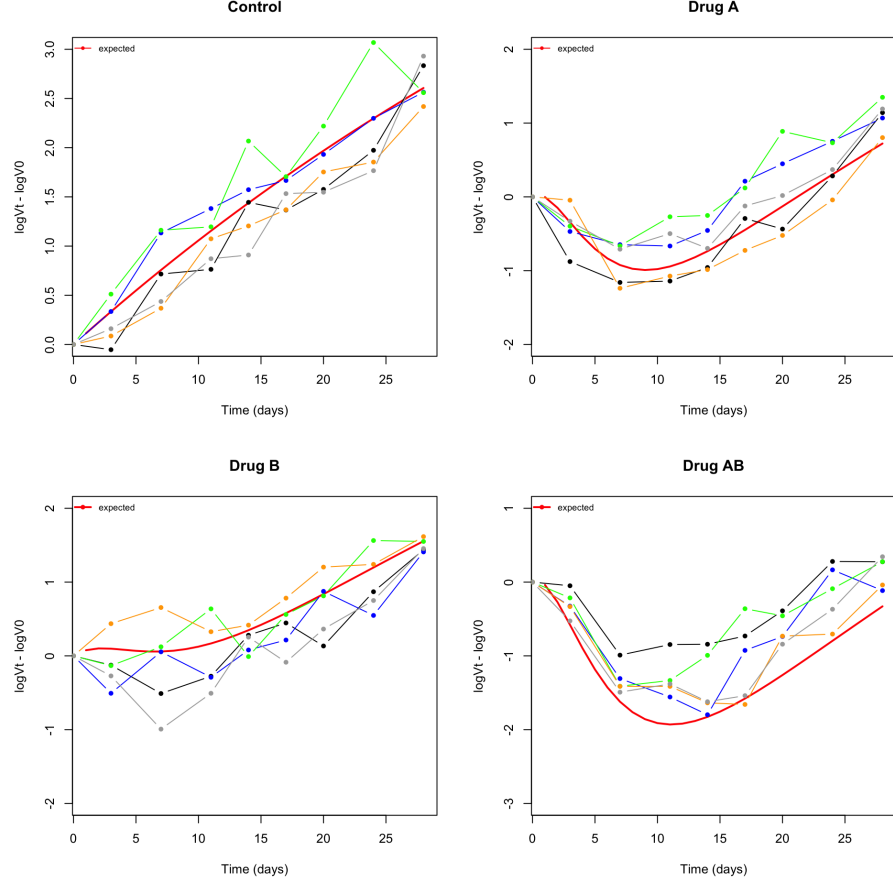 Control
expected
3.0
2.5
2.0
1.5
1.0
0.5
0.0
logVt - logV0
0 5 10 15 20 25
Time (days)
Drug A
expected
2
1
0
-1
-2
logVt - logV0
0 5 10 15 20 25
Time (days)
Drug B
expected
2
1
0
-1
-2
logVt - logV0
0 5 10 15 20 25
Time (days)
Drug AB
expected
1
0
-1
-2
-3
logVt - logV0
0 5 10 15 20 25
Time (days)